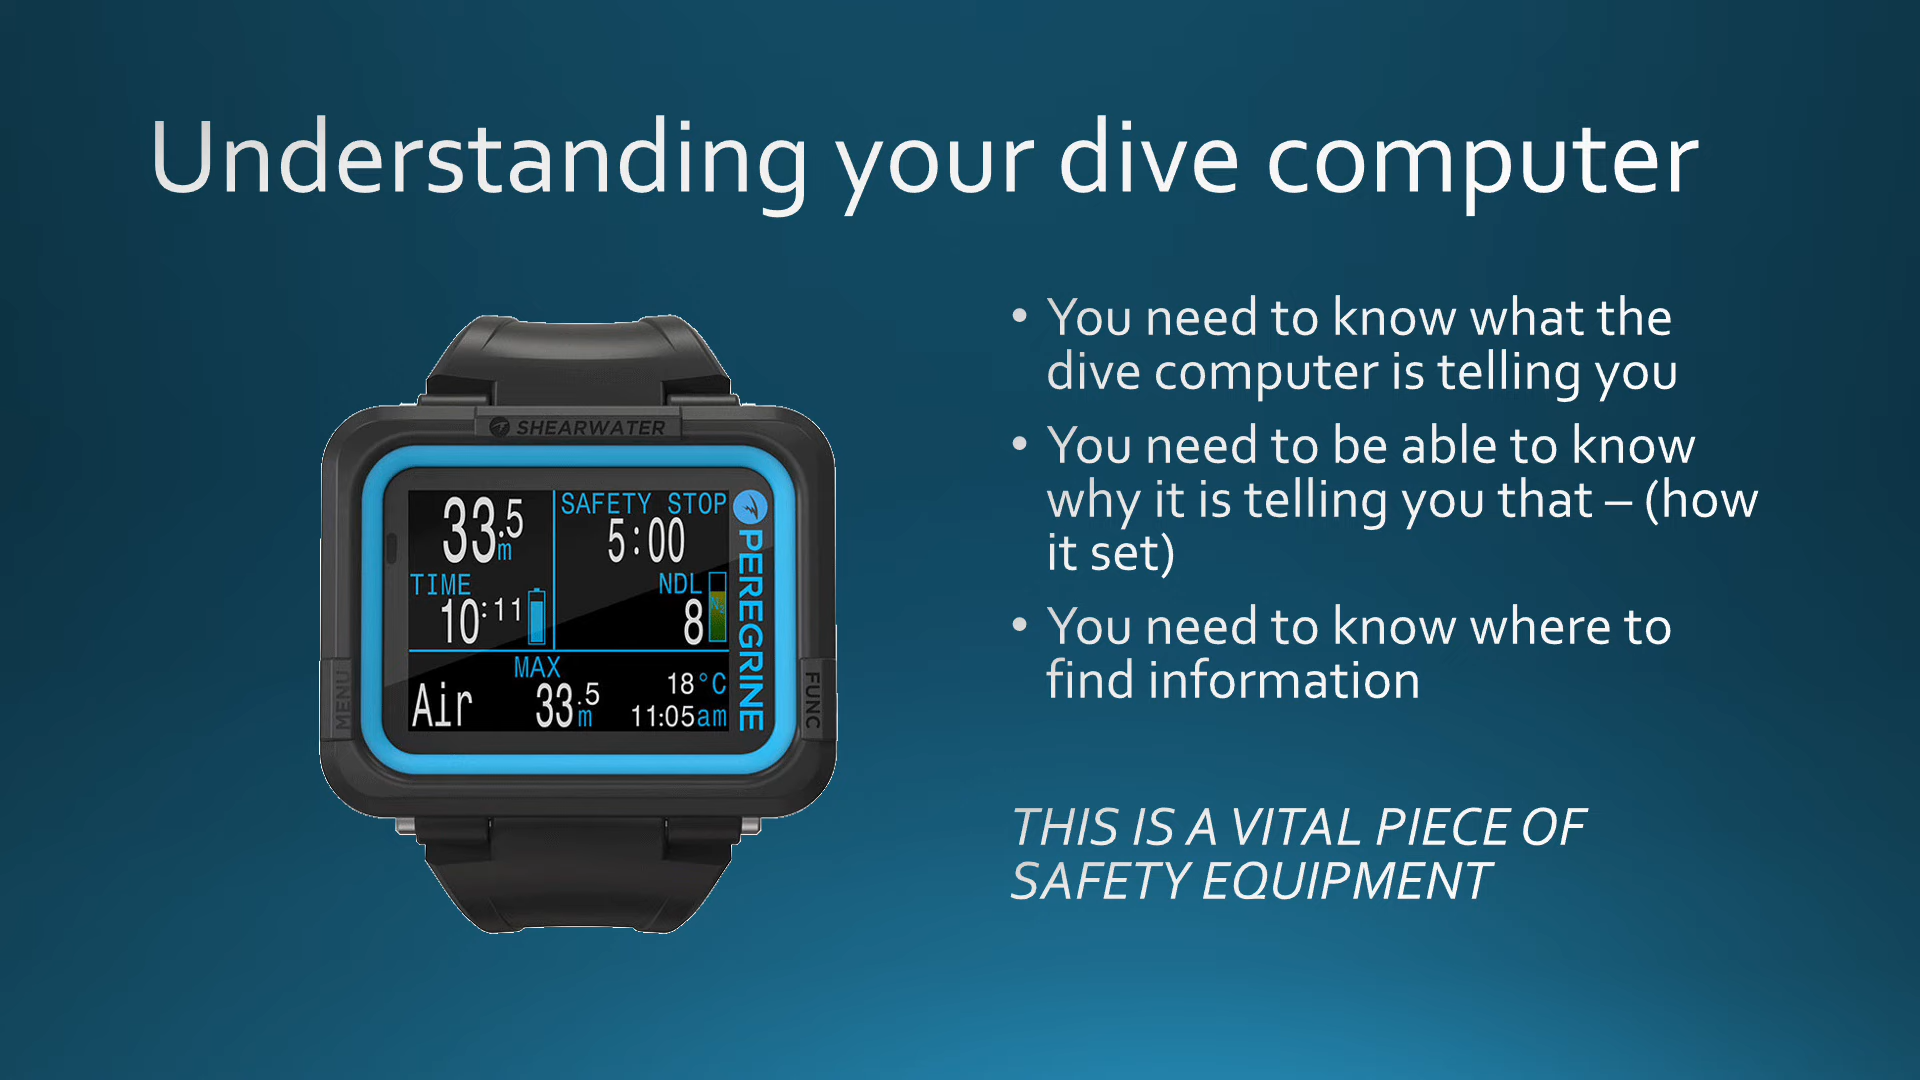 Understanding your dive computer
SHEARWATER
33.5m
SAFETY STOP
5:00
TIME
10:11
NDL
8
N2
PEREGRINE
MAX
Air
33.5m
18°C
11:05am
MENU
FUNC
• You need to know what the
dive computer is telling you
• You need to be able to know
why it is telling you that – (how
it set)
• You need to know where to
find information
THIS IS A VITAL PIECE OF
SAFETY EQUIPMENT